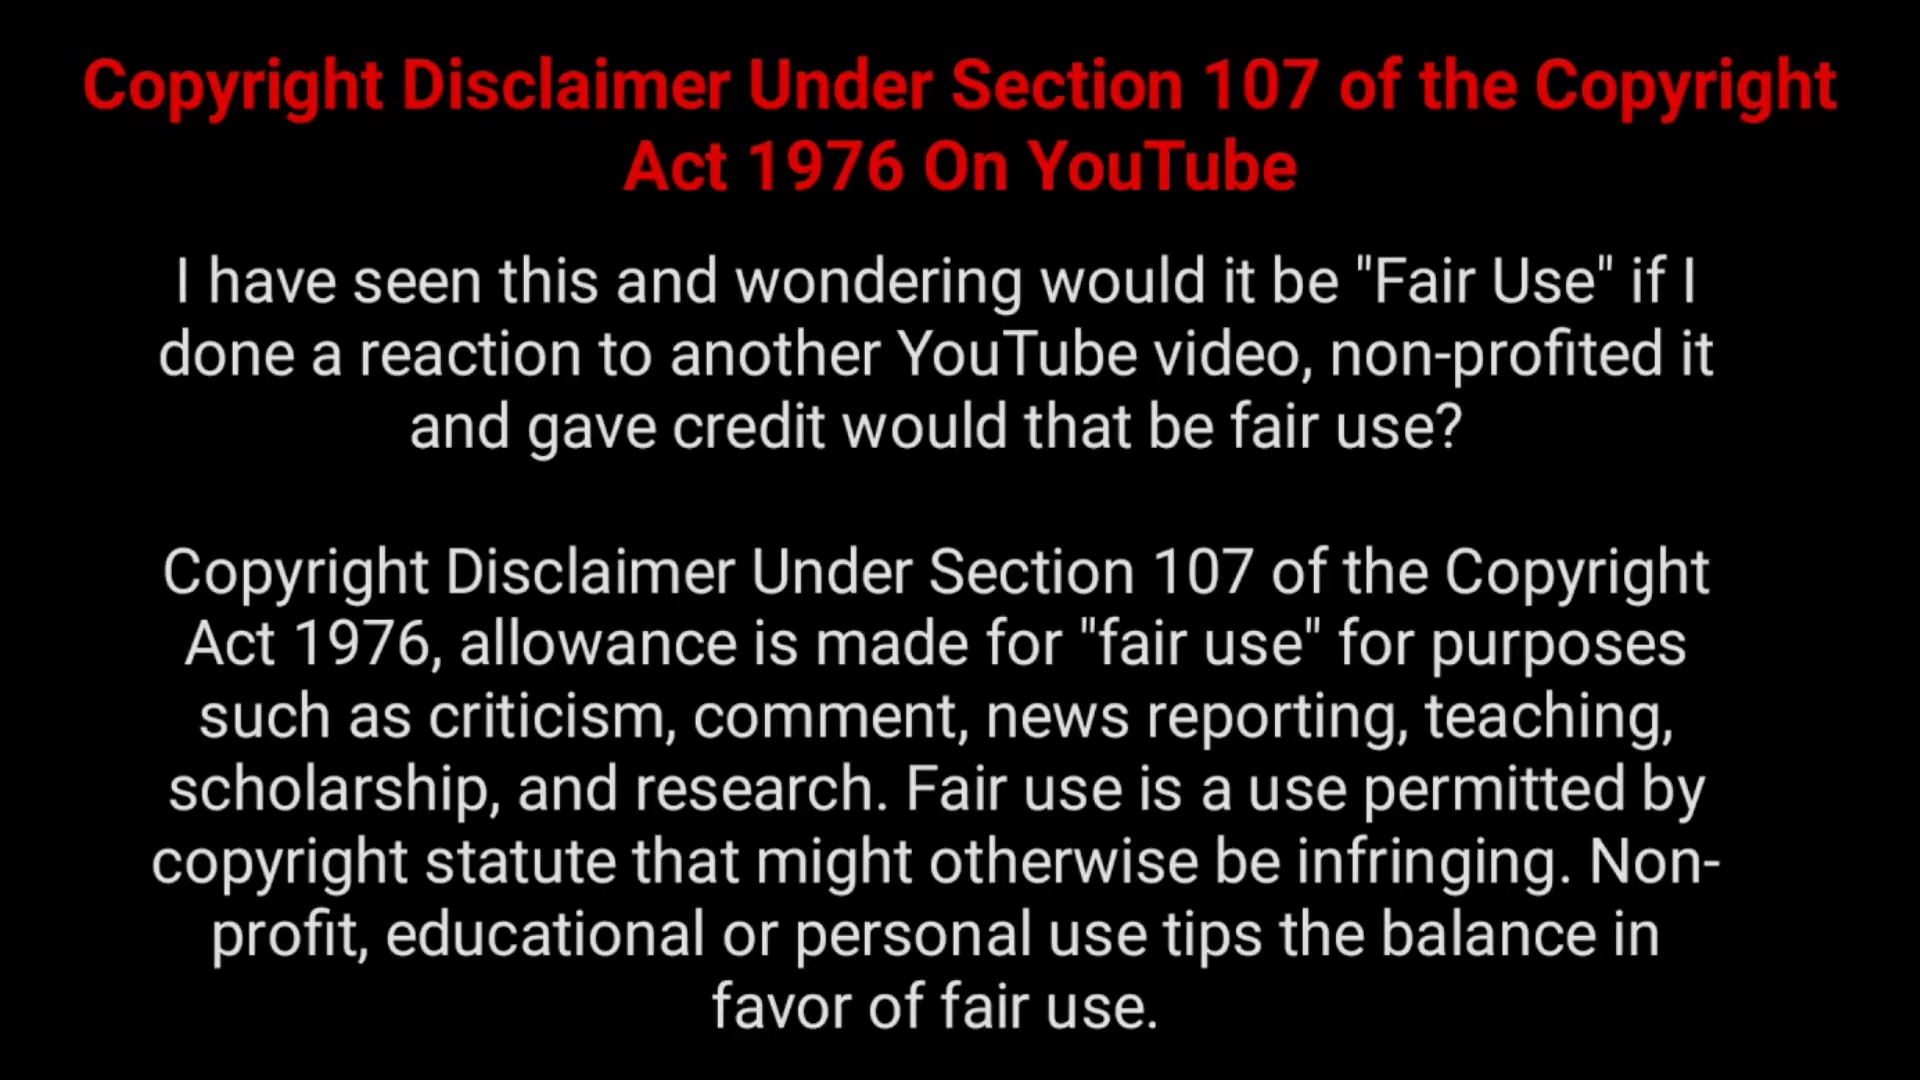 Copyright Disclaimer Under Section 107 of the Copyright
Act 1976 On YouTube
I have seen this and wondering would it be "Fair Use" if I
done a reaction to another YouTube video, non-profited it
and gave credit would that be fair use?
Copyright Disclaimer Under Section 107 of the Copyright
Act 1976, allowance is made for "fair use" for purposes
such as criticism, comment, news reporting, teaching,
scholarship, and research. Fair use is a use permitted by
copyright statute that might otherwise be infringing. Non-
profit, educational or personal use tips the balance in
favor of fair use.